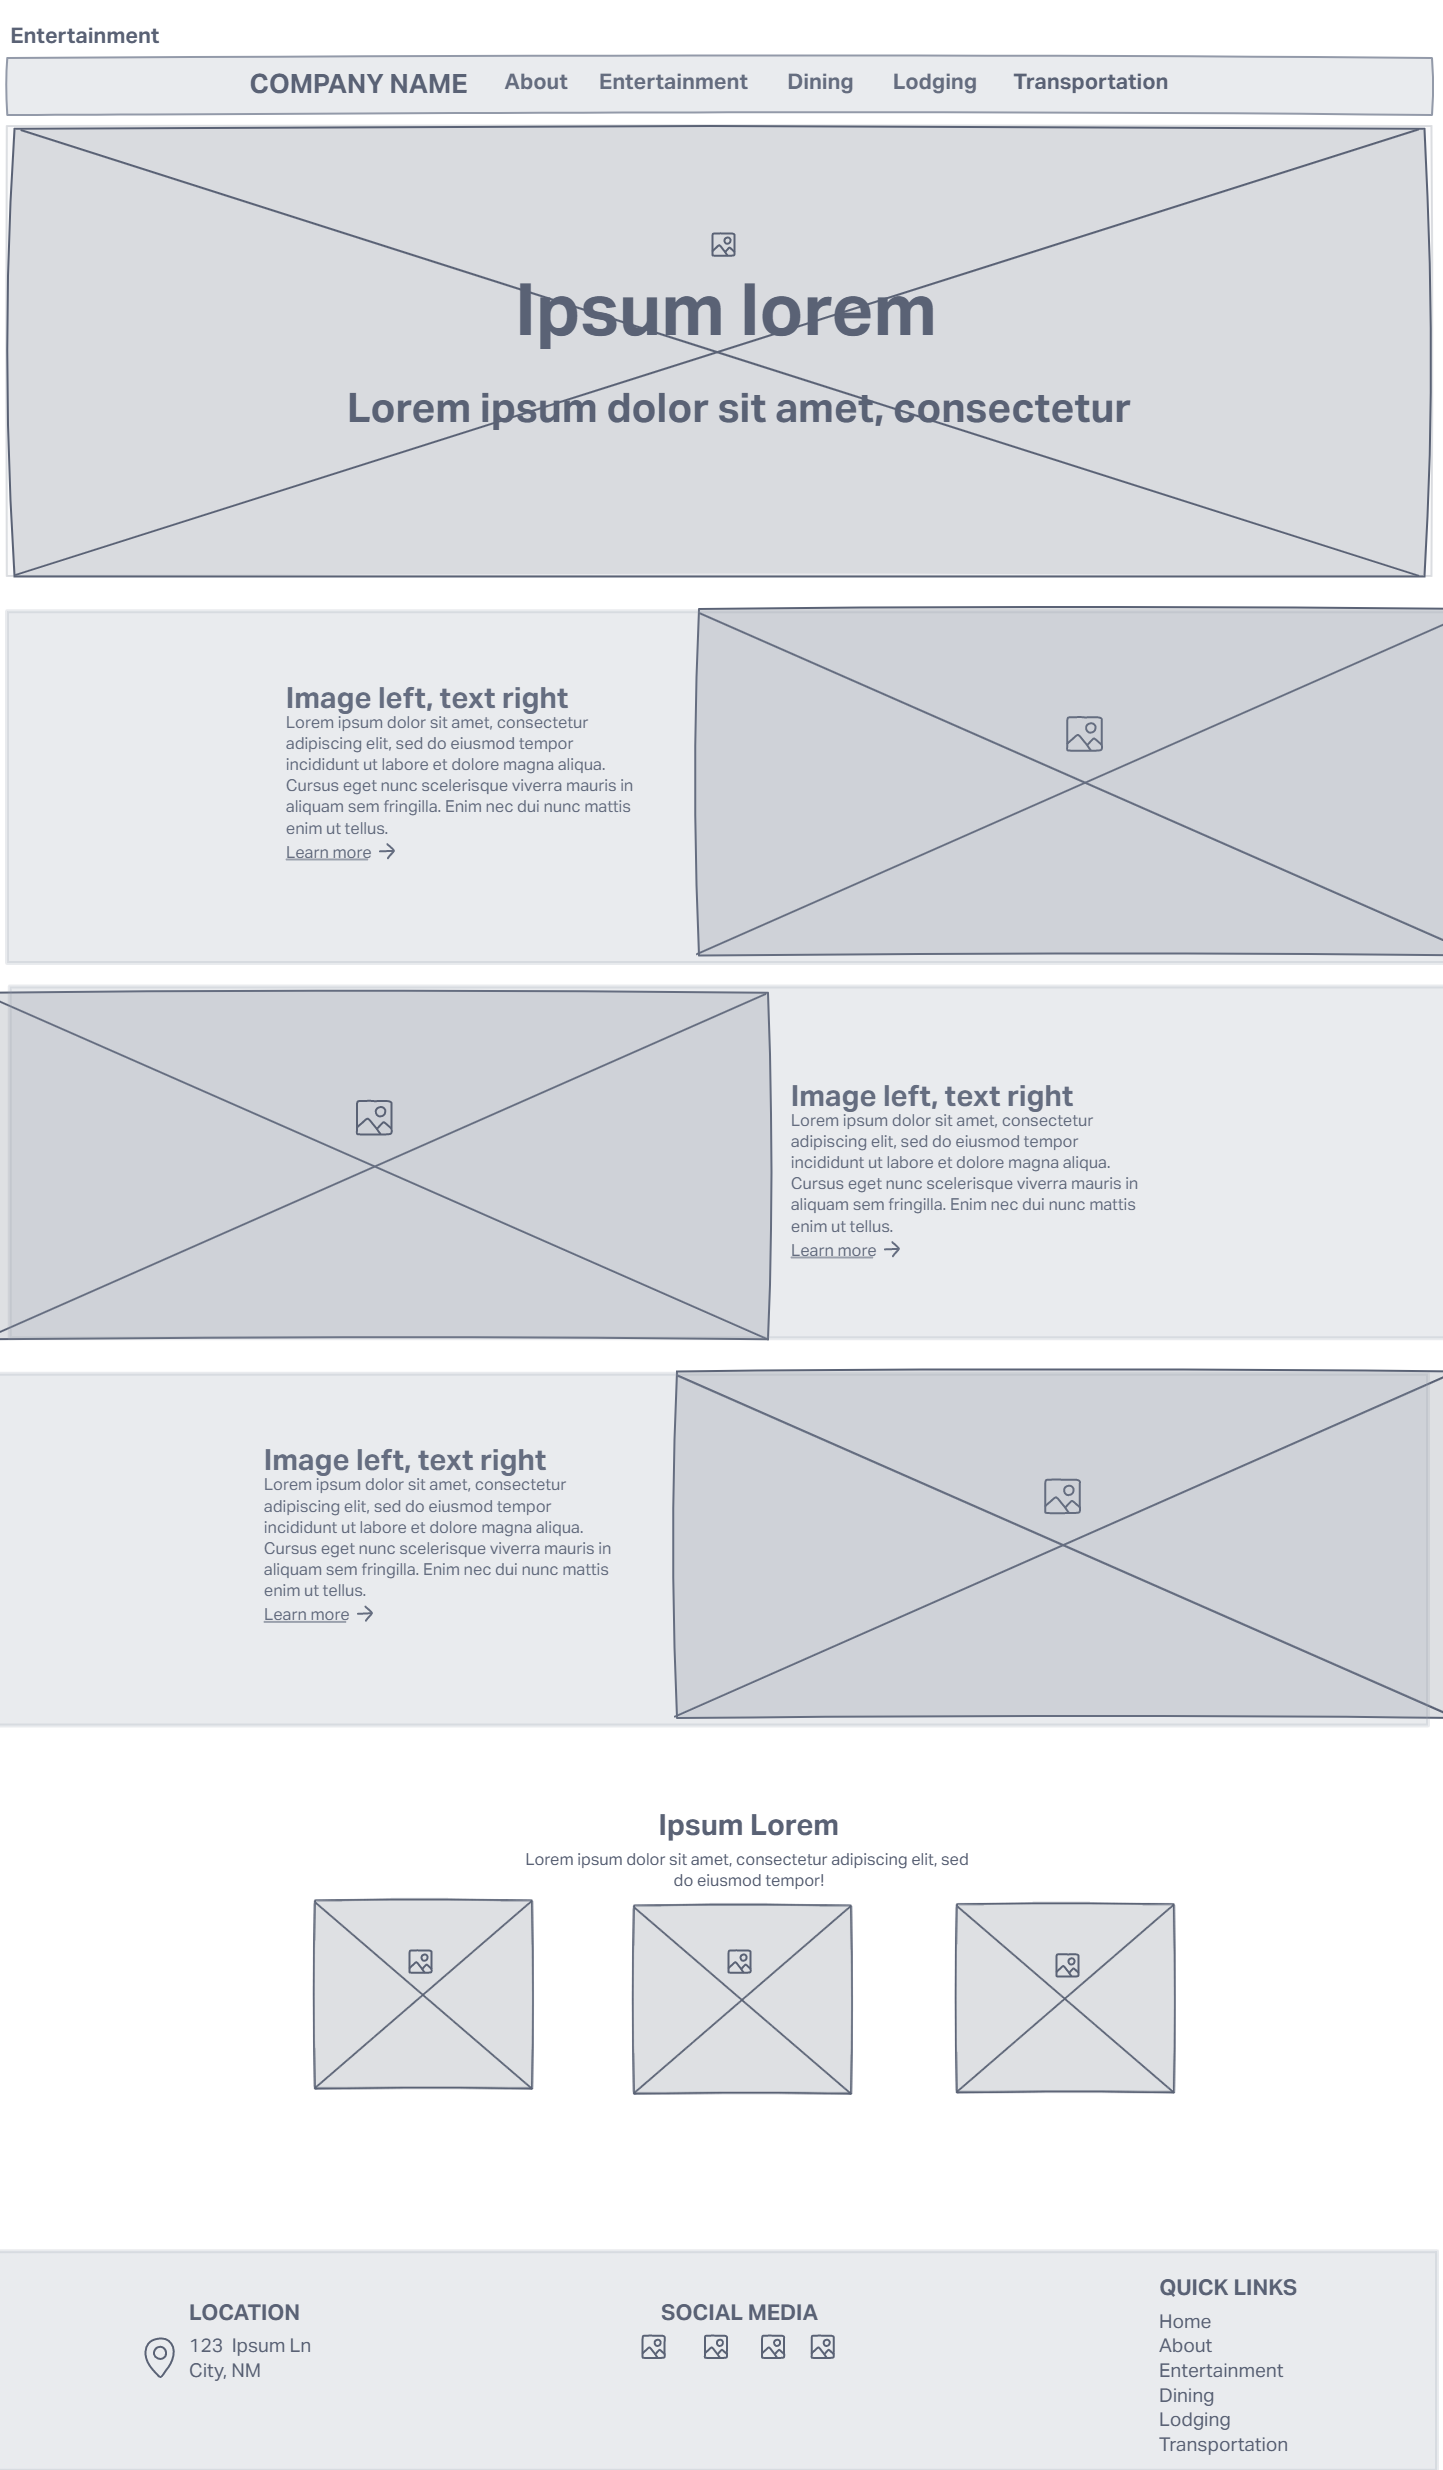 Entertainment
COMPANY NAME About Entertainment Dining Lodging Transportation
Ipsum lorem
Lorem ipsum dolor sit amet, consectetur
Image left, text right
Lorem ipsum dolor sit amet, consectetur
adipiscing elit, sed do eiusmod tempor
incididunt ut labore et dolore magna aliqua.
Cursus eget nunc scelerisque viverra mauris in
aliquam sem fringilla. Enim nec dui nunc mattis
enim ut tellus.
Learn more
Image left, text right
Lorem ipsum dolor sit amet, consectetur
adipiscing elit, sed do eiusmod tempor
incididunt ut labore et dolore magna aliqua.
Cursus eget nunc scelerisque viverra mauris in
aliquam sem fringilla. Enim nec dui nunc mattis
enim ut tellus.
Learn more
Image left, text right
Lorem ipsum dolor sit amet, consectetur
adipiscing elit, sed do eiusmod tempor
incididunt ut labore et dolore magna aliqua.
Cursus eget nunc scelerisque viverra mauris in
aliquam sem fringilla. Enim nec dui nunc mattis
enim ut tellus.
Learn more
Ipsum Lorem
Lorem ipsum dolor sit amet, consectetur adipiscing elit, sed
do eiusmod tempor!
LOCATION
123 Ipsum Ln
City, NM
SOCIAL MEDIA
QUICK LINKS
Home
About
Entertainment
Dining
Lodging
Transportation